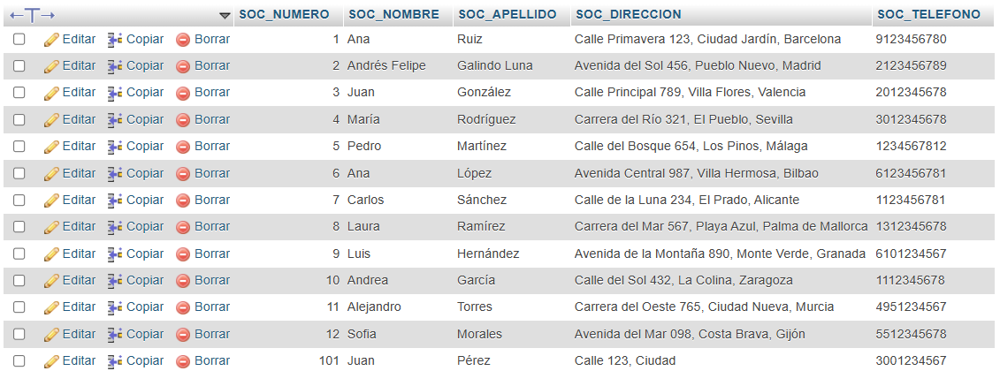 SOC_NUMERO SOC_NOMBRE SOC_APELLIDO SOC_DIRECCION SOC_TELEFONO
Editar Copiar Borrar 1 Ana Ruiz Calle Primavera 123, Ciudad Jardín, Barcelona 9123456780
Editar Copiar Borrar 2 Andrés Felipe Galindo Luna Avenida del Sol 456, Pueblo Nuevo, Madrid 2123456789
Editar Copiar Borrar 3 Juan González Calle Principal 789, Villa Flores, Valencia 2012345678
Editar Copiar Borrar 4 María Rodríguez Carrera del Río 321, El Pueblo, Sevilla 3012345678
Editar Copiar Borrar 5 Pedro Martínez Calle del Bosque 654, Los Pinos, Málaga 1234567812
Editar Copiar Borrar 6 Ana López Avenida Central 987, Villa Hermosa, Bilbao 6123456781
Editar Copiar Borrar 7 Carlos Sánchez Calle de la Luna 234, El Prado, Alicante 1123456781
Editar Copiar Borrar 8 Laura Ramírez Carrera del Mar 567, Playa Azul, Palma de Mallorca 1312345678
Editar Copiar Borrar 9 Luis Hernández Avenida de la Montaña 890, Monte Verde, Granada 6101234567
Editar Copiar Borrar 10 Andrea García Calle del Sol 432, La Colina, Zaragoza 1112345678
Editar Copiar Borrar 11 Alejandro Torres Carrera del Oeste 765, Ciudad Nueva, Murcia 4951234567
Editar Copiar Borrar 12 Sofia Morales Avenida del Mar 098, Costa Brava, Gijón 5512345678
Editar Copiar Borrar 101 Juan Pérez Calle 123, Ciudad 3001234567